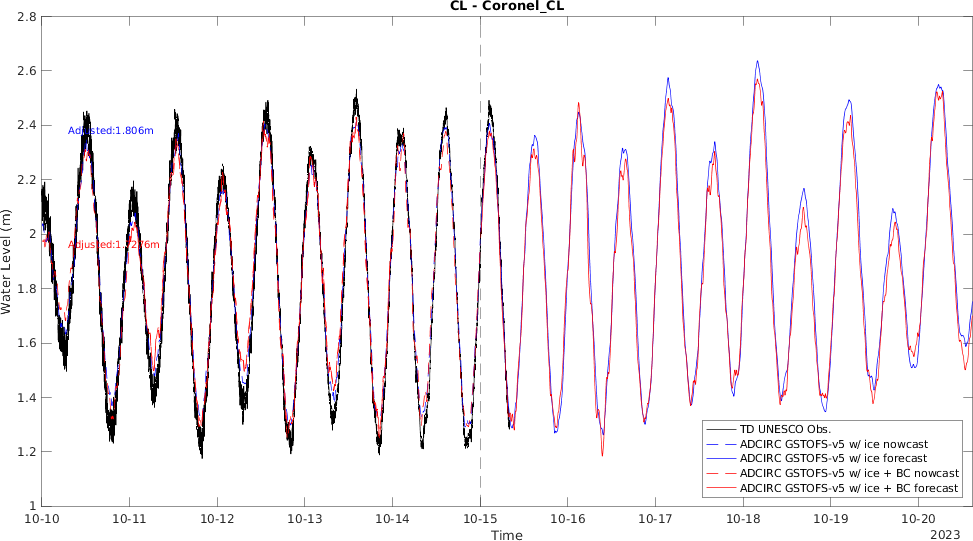 CL - Coronel_CL
2.8
2.6
2.4
2.2
2
1.8
1.6
1.4
1.2
1
Water Level (m)
Adjusted:1.806m
TD UNESCO Obs.
ADCIRC GSTOFS-v5 w/ ice nowcast
ADCIRC GSTOFS-v5 w/ ice forecast
ADCIRC GSTOFS-v5 w/ ice + BC nowcast
ADCIRC GSTOFS-v5 w/ ice + BC forecast
10-10 10-11 10-12 10-13 10-14 10-15 10-16 10-17 10-18 10-19 10-20
Time
2023